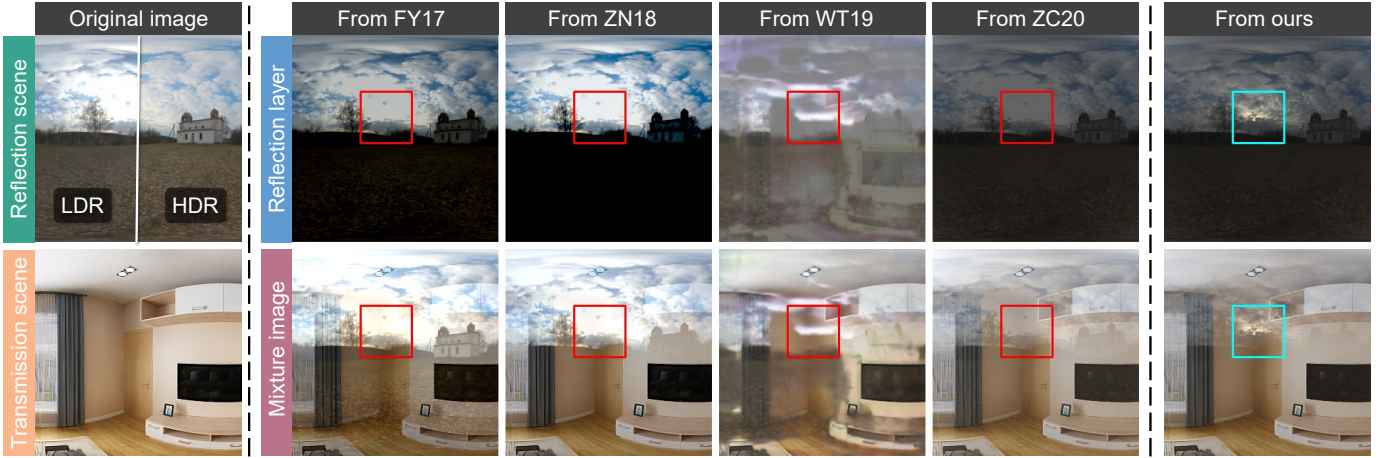 Original image
From FY17
From ZN18
From WT19
From ZC20
From ours
Reflection scene
LDR
HDR
Reflection layer
Transmission scene
Mixture image